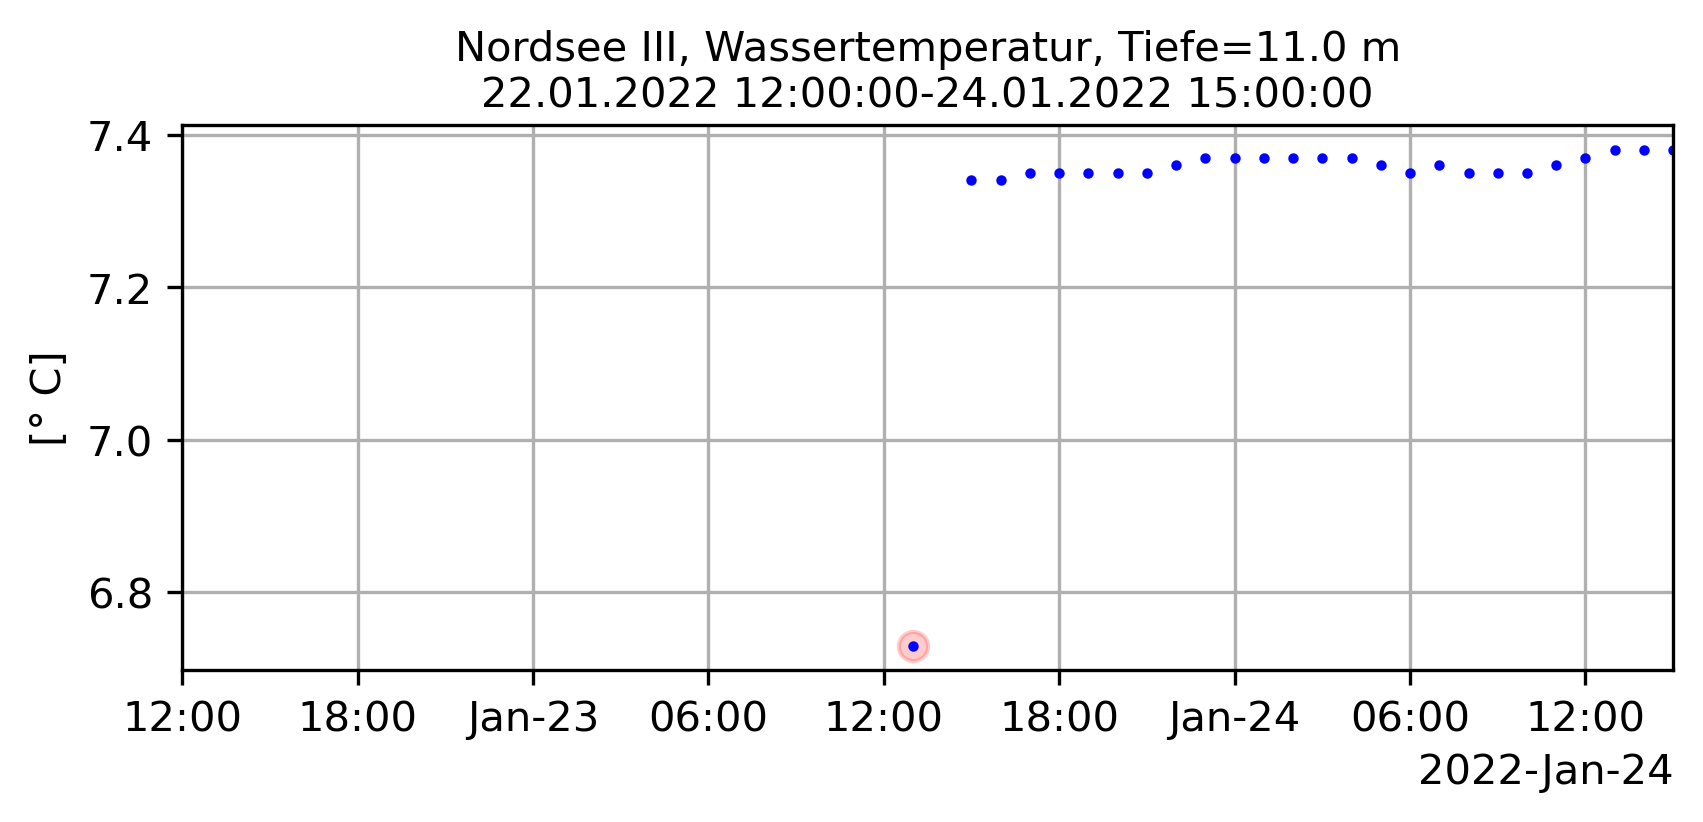 Nordsee III, Wassertemperatur, Tiefe=11.0 m
22.01.2022 12:00:00-24.01.2022 15:00:00
7.4
7.2
7.0
6.8
[° C]
12:00 18:00 Jan-23 06:00 12:00 18:00 Jan-24 06:00 12:00
2022-Jan-24